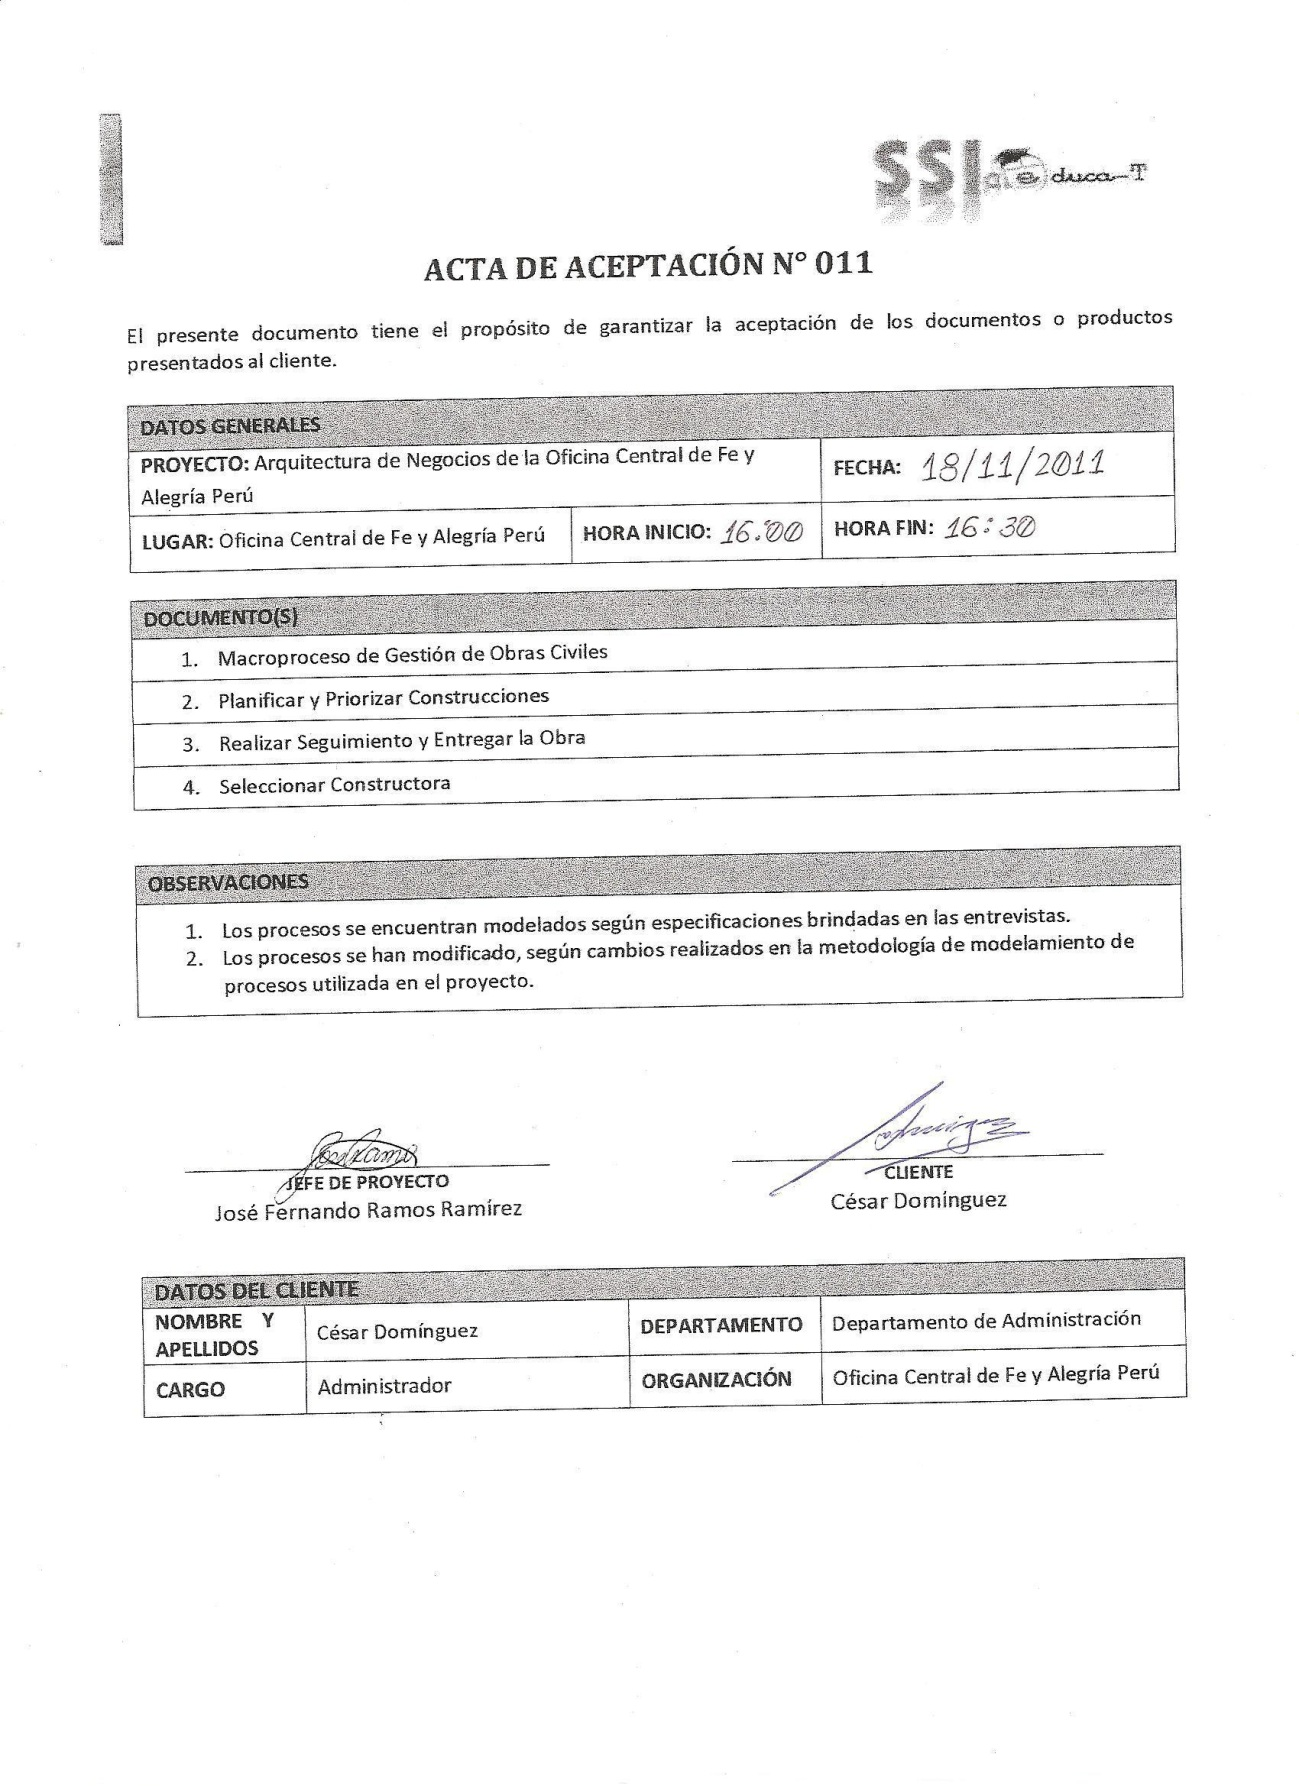 SSI educa-T
ACTA DE ACEPTACIÓN N° 011
El presente documento tiene el propósito de garantizar la aceptación de los documentos o productos
presentados al cliente.
DATOS GENERALES
PROYECTO: Arquitectura de Negocios de la Oficina Central de Fe y
Alegría Perú
FECHA: 18/11/2011
LUGAR: Oficina Central de Fe y Alegría Perú
HORA INICIO: 16:00
HORA FIN: 16:30
DOCUMENTO(S)
1. Macroproceso de Gestión de Obras Civiles
2. Planificar y Priorizar Construcciones
3. Realizar Seguimiento y Entregar la Obra
4. Seleccionar Constructora
OBSERVACIONES
1. Los procesos se encuentran modelados según especificaciones brindadas en las entrevistas.
2. Los procesos se han modificado, según cambios realizados en la metodología de modelamiento de
procesos utilizada en el proyecto.
JEFE DE PROYECTO
José Fernando Ramos Ramírez
CLIENTE
César Domínguez
DATOS DEL CLIENTE
NOMBRE Y
APELLIDOS
César Domínguez
DEPARTAMENTO
Departamento de Administración
CARGO
Administrador
ORGANIZACIÓN
Oficina Central de Fe y Alegría Perú